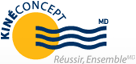 KINÉCONCEPT MD
Réussir, Ensemble MD